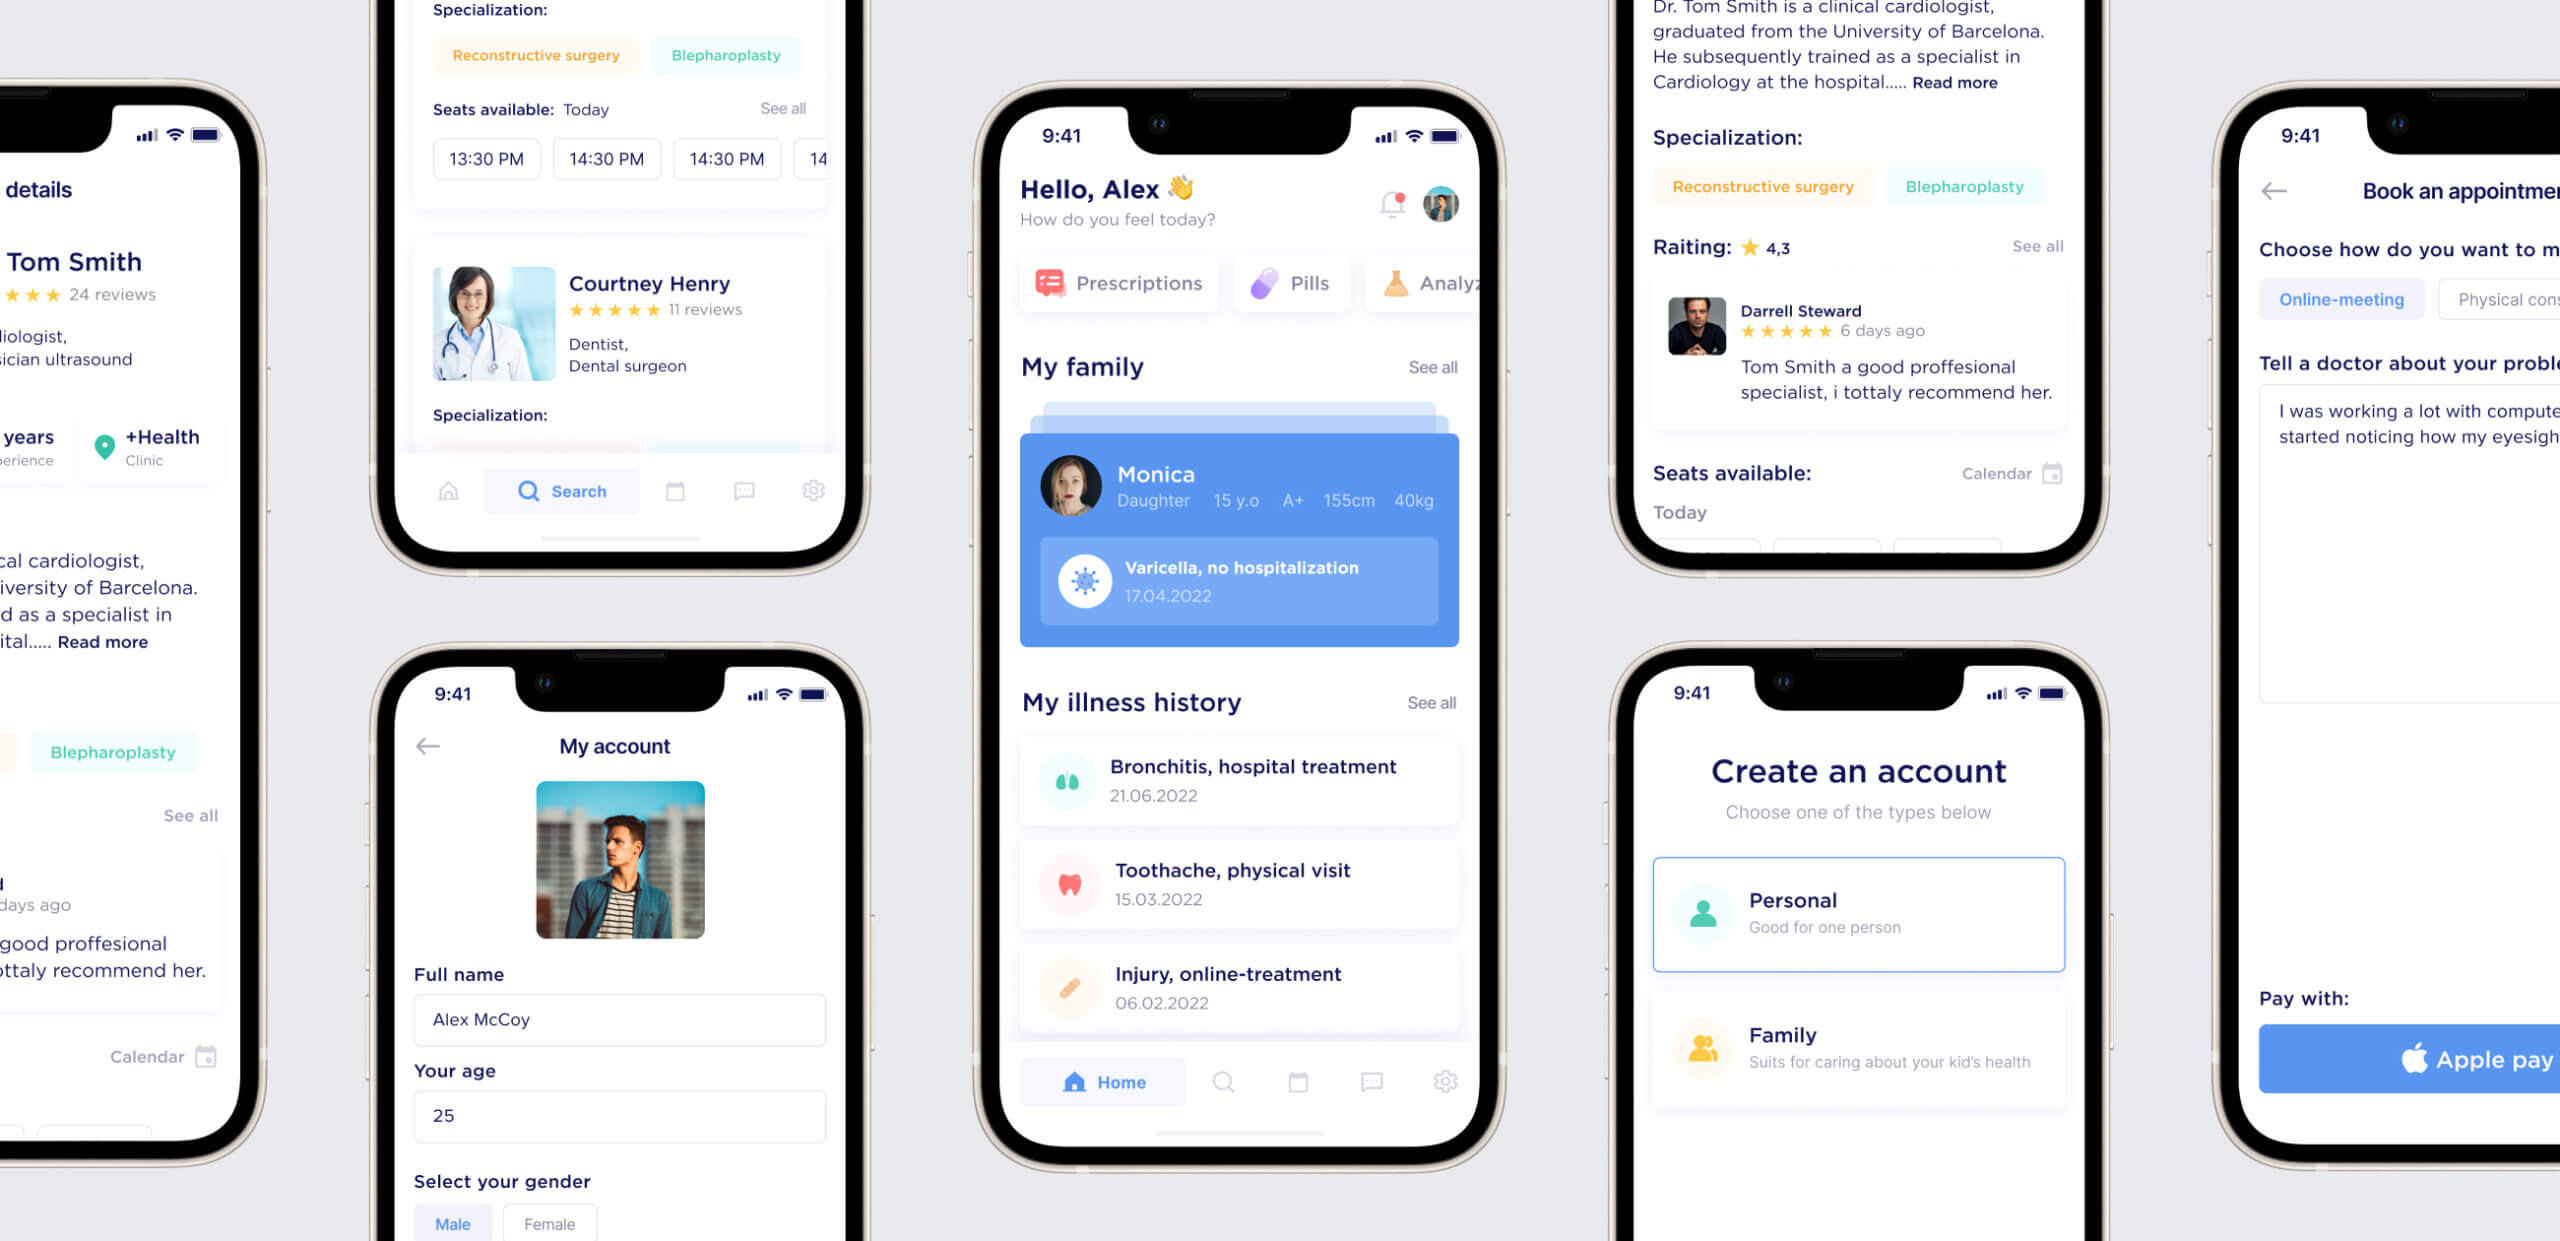 details
Tom Smith
24 reviews
sician ultrasound
years
+Health
Clinic
cal cardiologist,
iversity of Barcelona.
d as a specialist in
ital..... Read more
Blepharoplasty
See all
days ago
good proffesional
ottaly recommend her.
Calendar
Specialization:
Reconstructive surgery
Blepharoplasty
Seats available: Today
See all
13:30 PM
14:30 PM
14:30 PM
14
Courtney Henry
11 reviews
Dentist,
Dental surgeon
Specialization:
Search
9:41
My account
Full name
Alex McCoy
Your age
25
Select your gender
Male
Female
9:41
Hello, Alex 👋
How do you feel today?
Prescriptions
Pills
Analyz
My family
See all
Monica
Daughter 15 y.o A+ 155cm 40kg
Varicella, no hospitalization
17.04.2022
My illness history
See all
Bronchitis, hospital treatment
21.06.2022
Toothache, physical visit
15.03.2022
Injury, online-treatment
06.02.2022
Home
Dr. Tom Smith is a clinical cardiologist,
graduated from the University of Barcelona.
He subsequently trained as a specialist in
Cardiology at the hospital..... Read more
Specialization:
Reconstructive surgery
Blepharoplasty
Raiting: 4,3
See all
Darrell Steward
6 days ago
Tom Smith a good proffesional
specialist, i tottaly recommend her.
Seats available:
Calendar
Today
9:41
Create an account
Choose one of the types below
Personal
Good for one person
Family
Suits for caring about your kid's health
9:41
Book an appointmen
Choose how do you want to m
Online-meeting
Physical cons
Tell a doctor about your proble
I was working a lot with compute
started noticing how my eyesigh
Pay with:
Apple pay